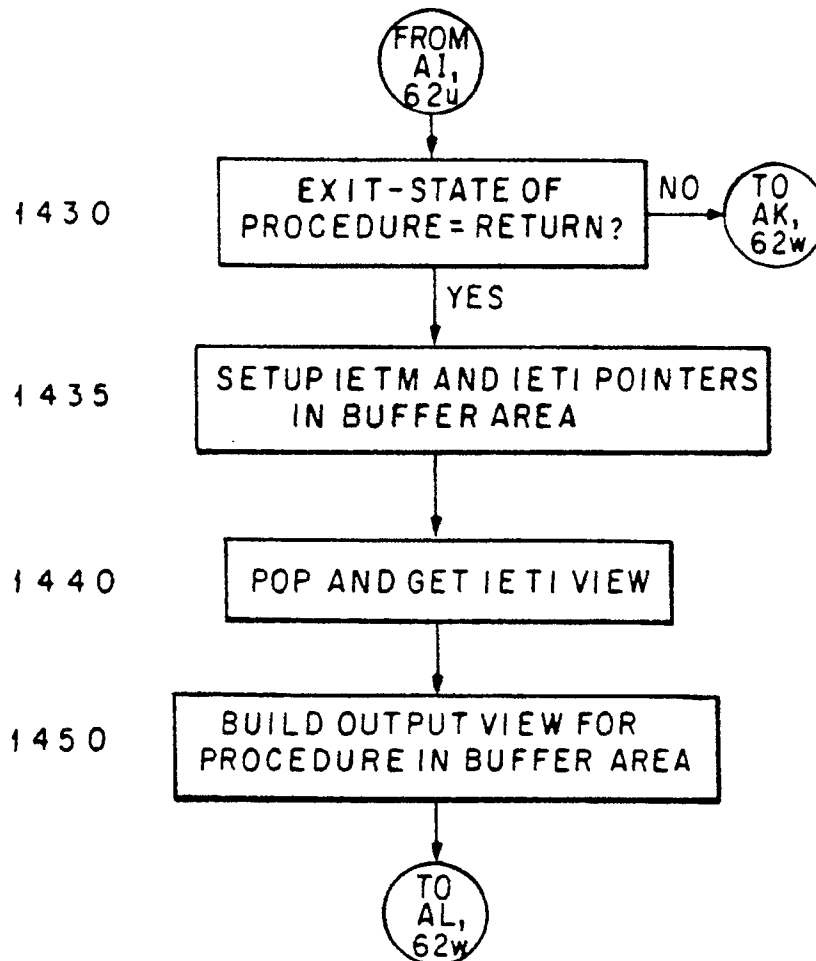 FROM
AI,
62u
1430
EXIT-STATE OF
PROCEDURE = RETURN?
NO
TO
AK,
62w
YES
1435
SETUP IETM AND IETI POINTERS
IN BUFFER AREA
1440
POP AND GET IETI VIEW
1450
BUILD OUTPUT VIEW FOR
PROCEDURE IN BUFFER AREA
TO
AL,
62w